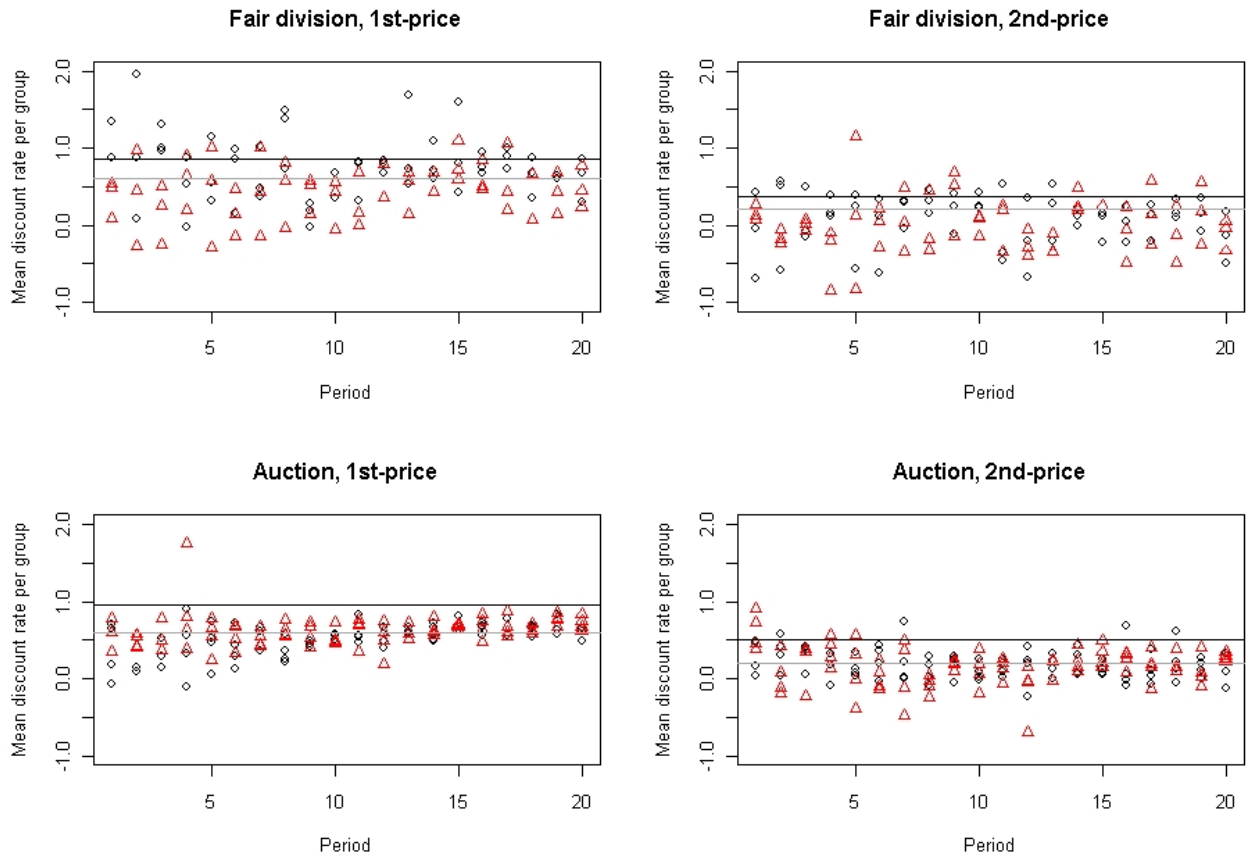 Fair division, 1st-price
Mean discount rate per group
2.0
1.0
0.0
-1.0
5
10
15
20
Period
Fair division, 2nd-price
Mean discount rate per group
2.0
1.0
0.0
-1.0
5
10
15
20
Period
Auction, 1st-price
Mean discount rate per group
2.0
1.0
0.0
-1.0
5
10
15
20
Period
Auction, 2nd-price
Mean discount rate per group
2.0
1.0
0.0
-1.0
5
10
15
20
Period